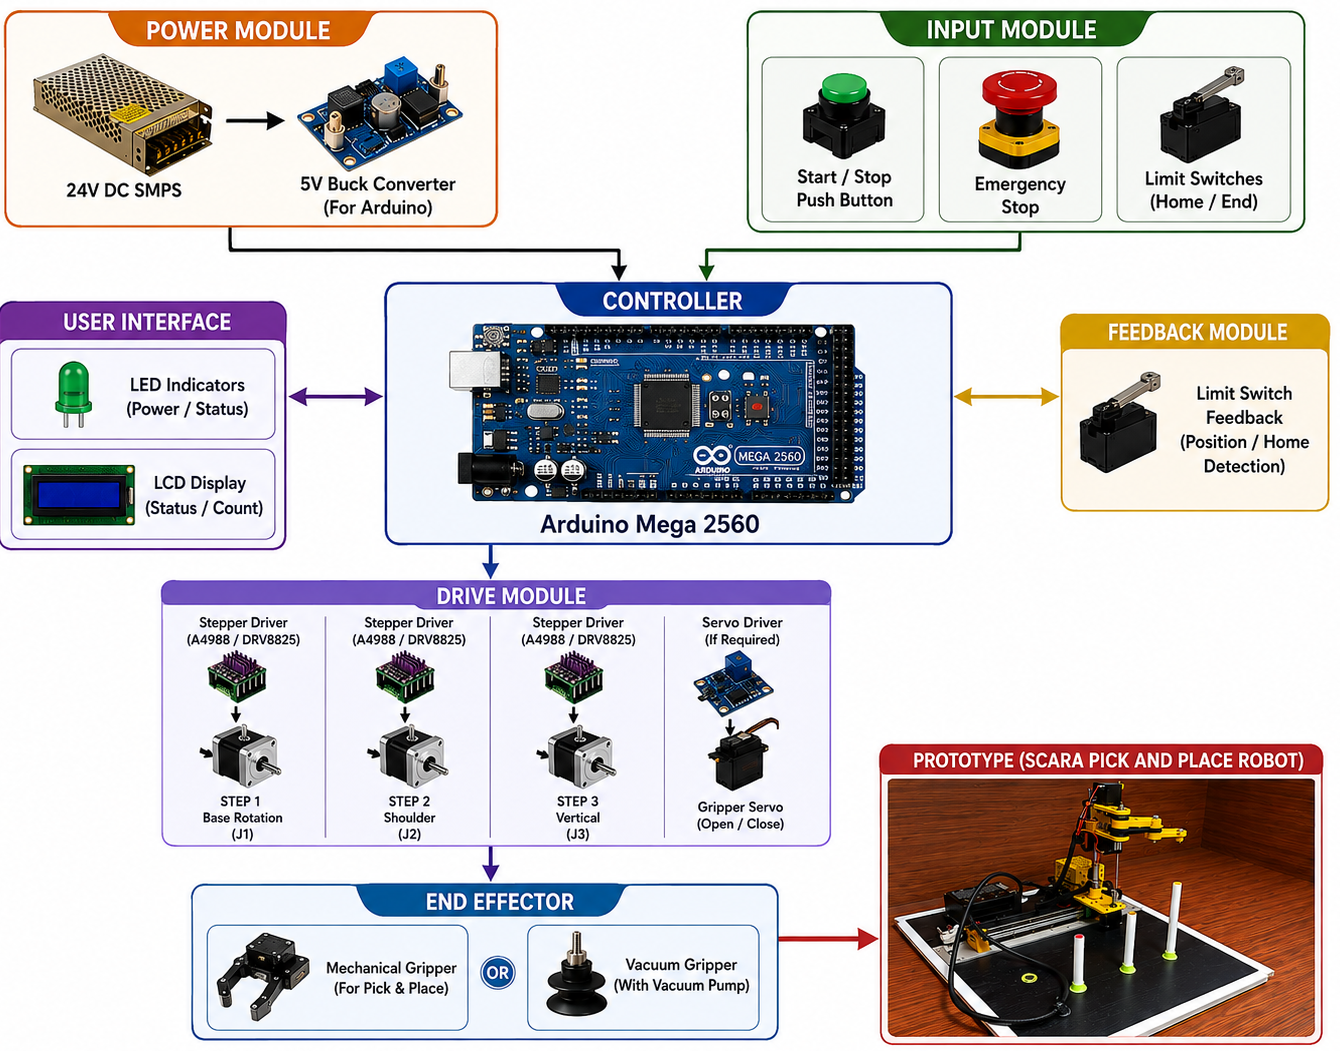 POWER MODULE
24V DC SMPS
5V Buck Converter
(For Arduino)
INPUT MODULE
Start / Stop
Push Button
Emergency
Stop
Limit Switches
(Home / End)
USER INTERFACE
LED Indicators
(Power / Status)
LCD Display
(Status / Count)
CONTROLLER
ARDUINO
MEGA 2560
Arduino Mega 2560
FEEDBACK MODULE
Limit Switch
Feedback
(Position / Home
Detection)
DRIVE MODULE
Stepper Driver
(A4988 / DRV8825)
STEP 1
Base Rotation
(J1)
Stepper Driver
(A4988 / DRV8825)
STEP 2
Shoulder
(J2)
Stepper Driver
(A4988 / DRV8825)
STEP 3
Vertical
(J3)
Servo Driver
(If Required)
Gripper Servo
(Open / Close)
END EFFECTOR
Mechanical Gripper
(For Pick & Place)
OR
Vacuum Gripper
(With Vacuum Pump)
PROTOTYPE (SCARA PICK AND PLACE ROBOT)